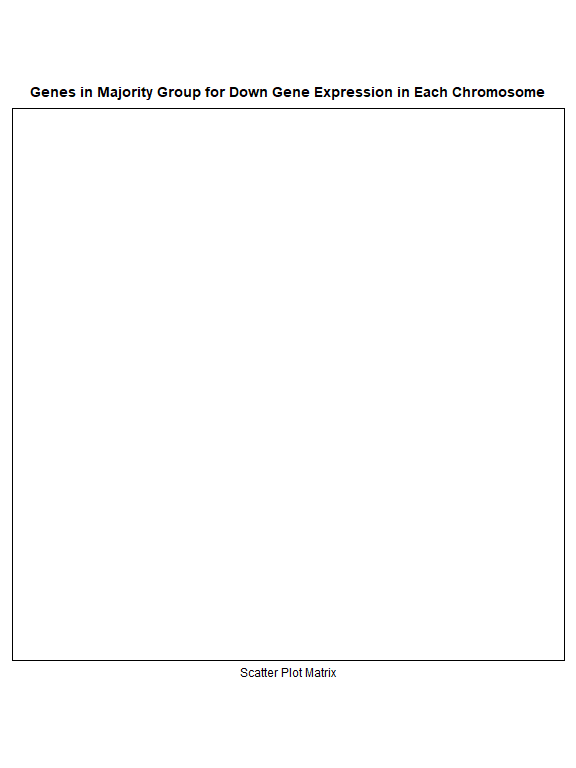 Genes in Majority Group for Down Gene Expression in Each Chromosome
Scatter Plot Matrix